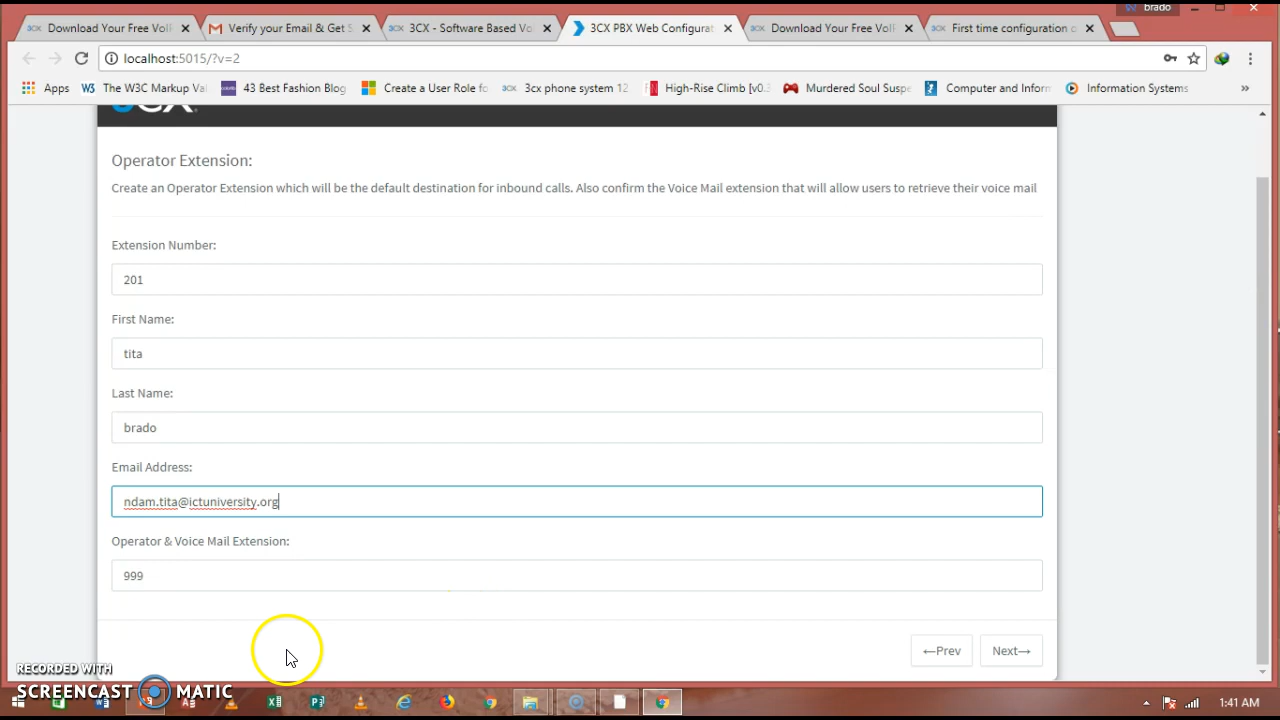 brado
Download Your Free VoI
Verify your Email & Get S
3CX - Software Based Vo
3CX PBX Web Configurat
Download Your Free VoI
First time configuration o
localhost:5015/?v=2
Apps
The W3C Markup Va
43 Best Fashion Blog
Create a User Role fo
3cx phone system 12
High-Rise Climb [v0.
Murdered Soul Suspe
Computer and Inform
Information Systems
»
3CX
Operator Extension:
Create an Operator Extension which will be the default destination for inbound calls. Also confirm the Voice Mail extension that will allow users to retrieve their voice mail
Extension Number:
201
First Name:
tita
Last Name:
brado
Email Address:
ndam.tita@ictuniversity.org
Operator & Voice Mail Extension:
999
←Prev
Next→
RECORDED WITH
SCREENCAST MATIC
1:41 AM